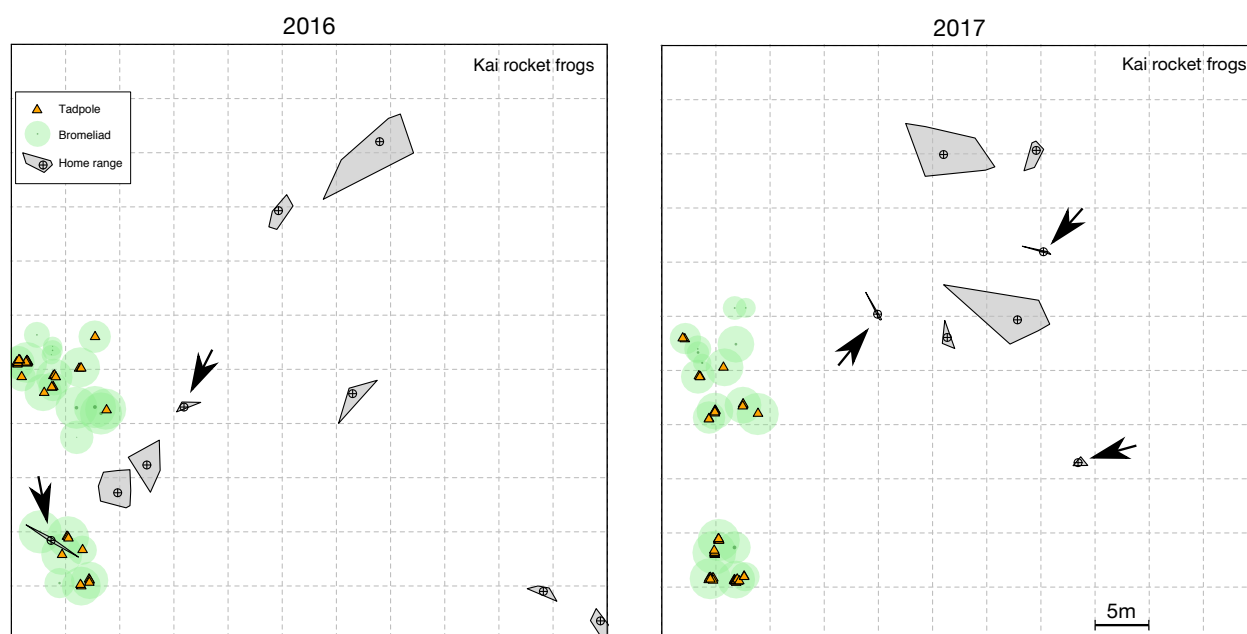 2016
Kai rocket frogs
Tadpole
Bromeliad
Home range
2017
Kai rocket frogs
5m